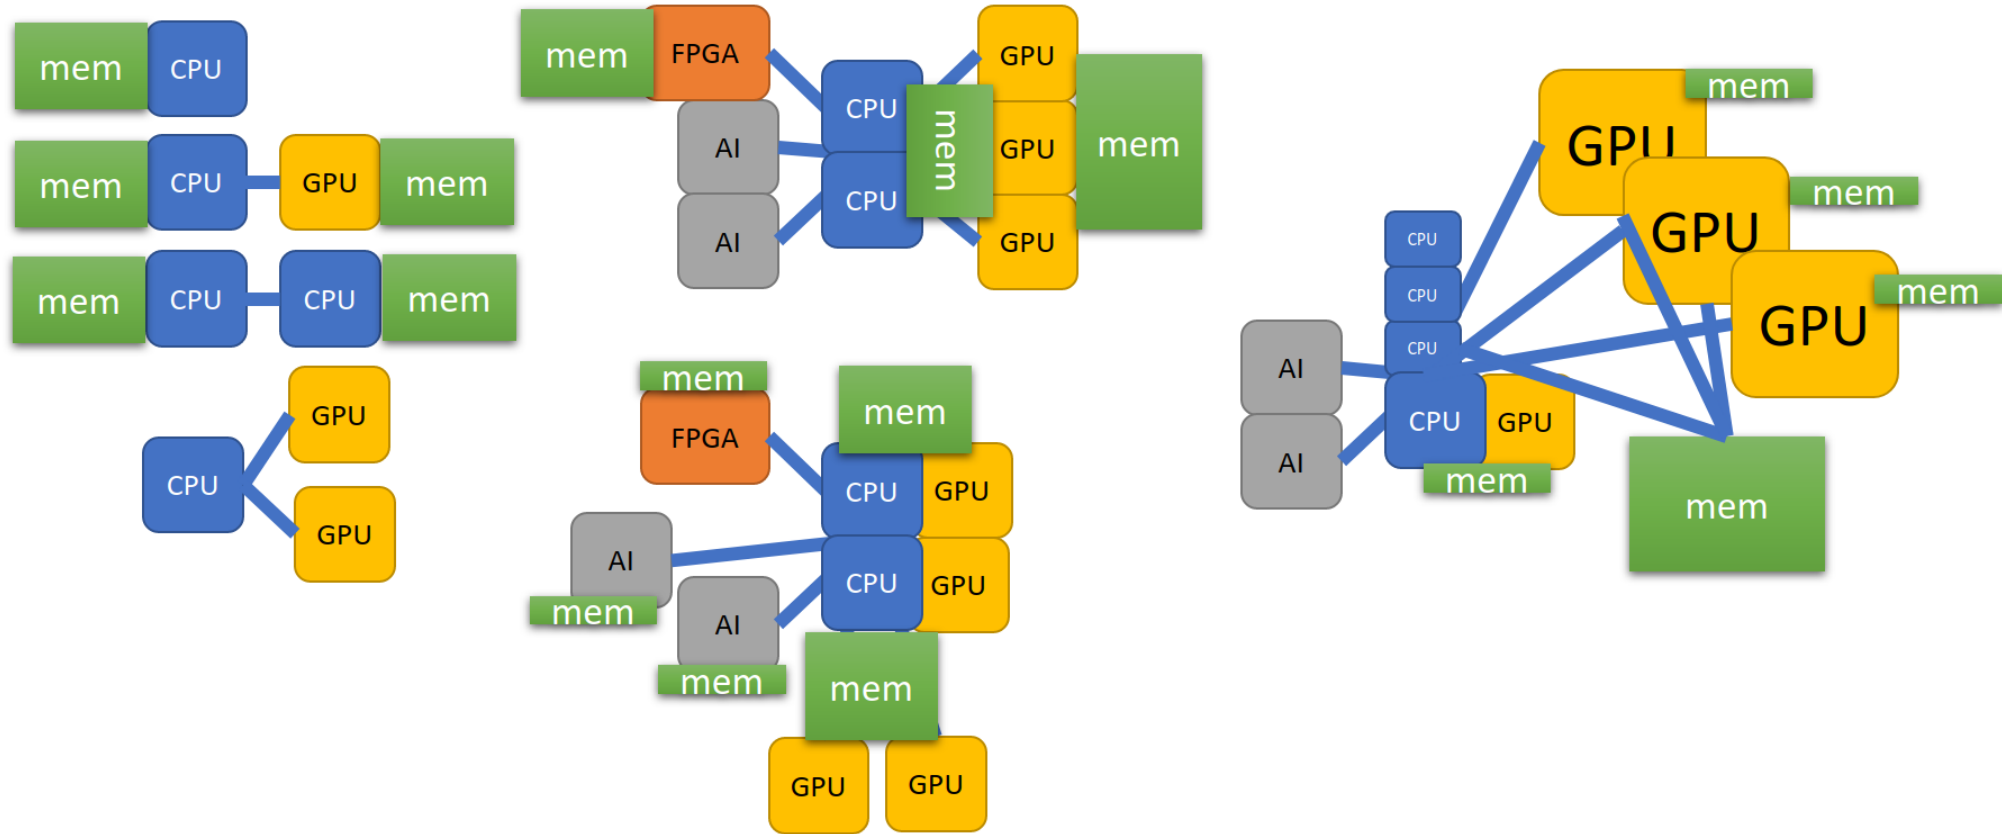 mem CPU
mem CPU GPU mem
mem CPU CPU mem
CPU GPU
GPU
mem FPGA CPU GPU
AI mem GPU mem
AI CPU GPU
mem
FPGA
mem
CPU GPU
AI
mem
CPU GPU
AI
mem
mem
GPU GPU
GPU mem
GPU mem
GPU mem
CPU
CPU
CPU
AI
CPU GPU
AI
mem
mem